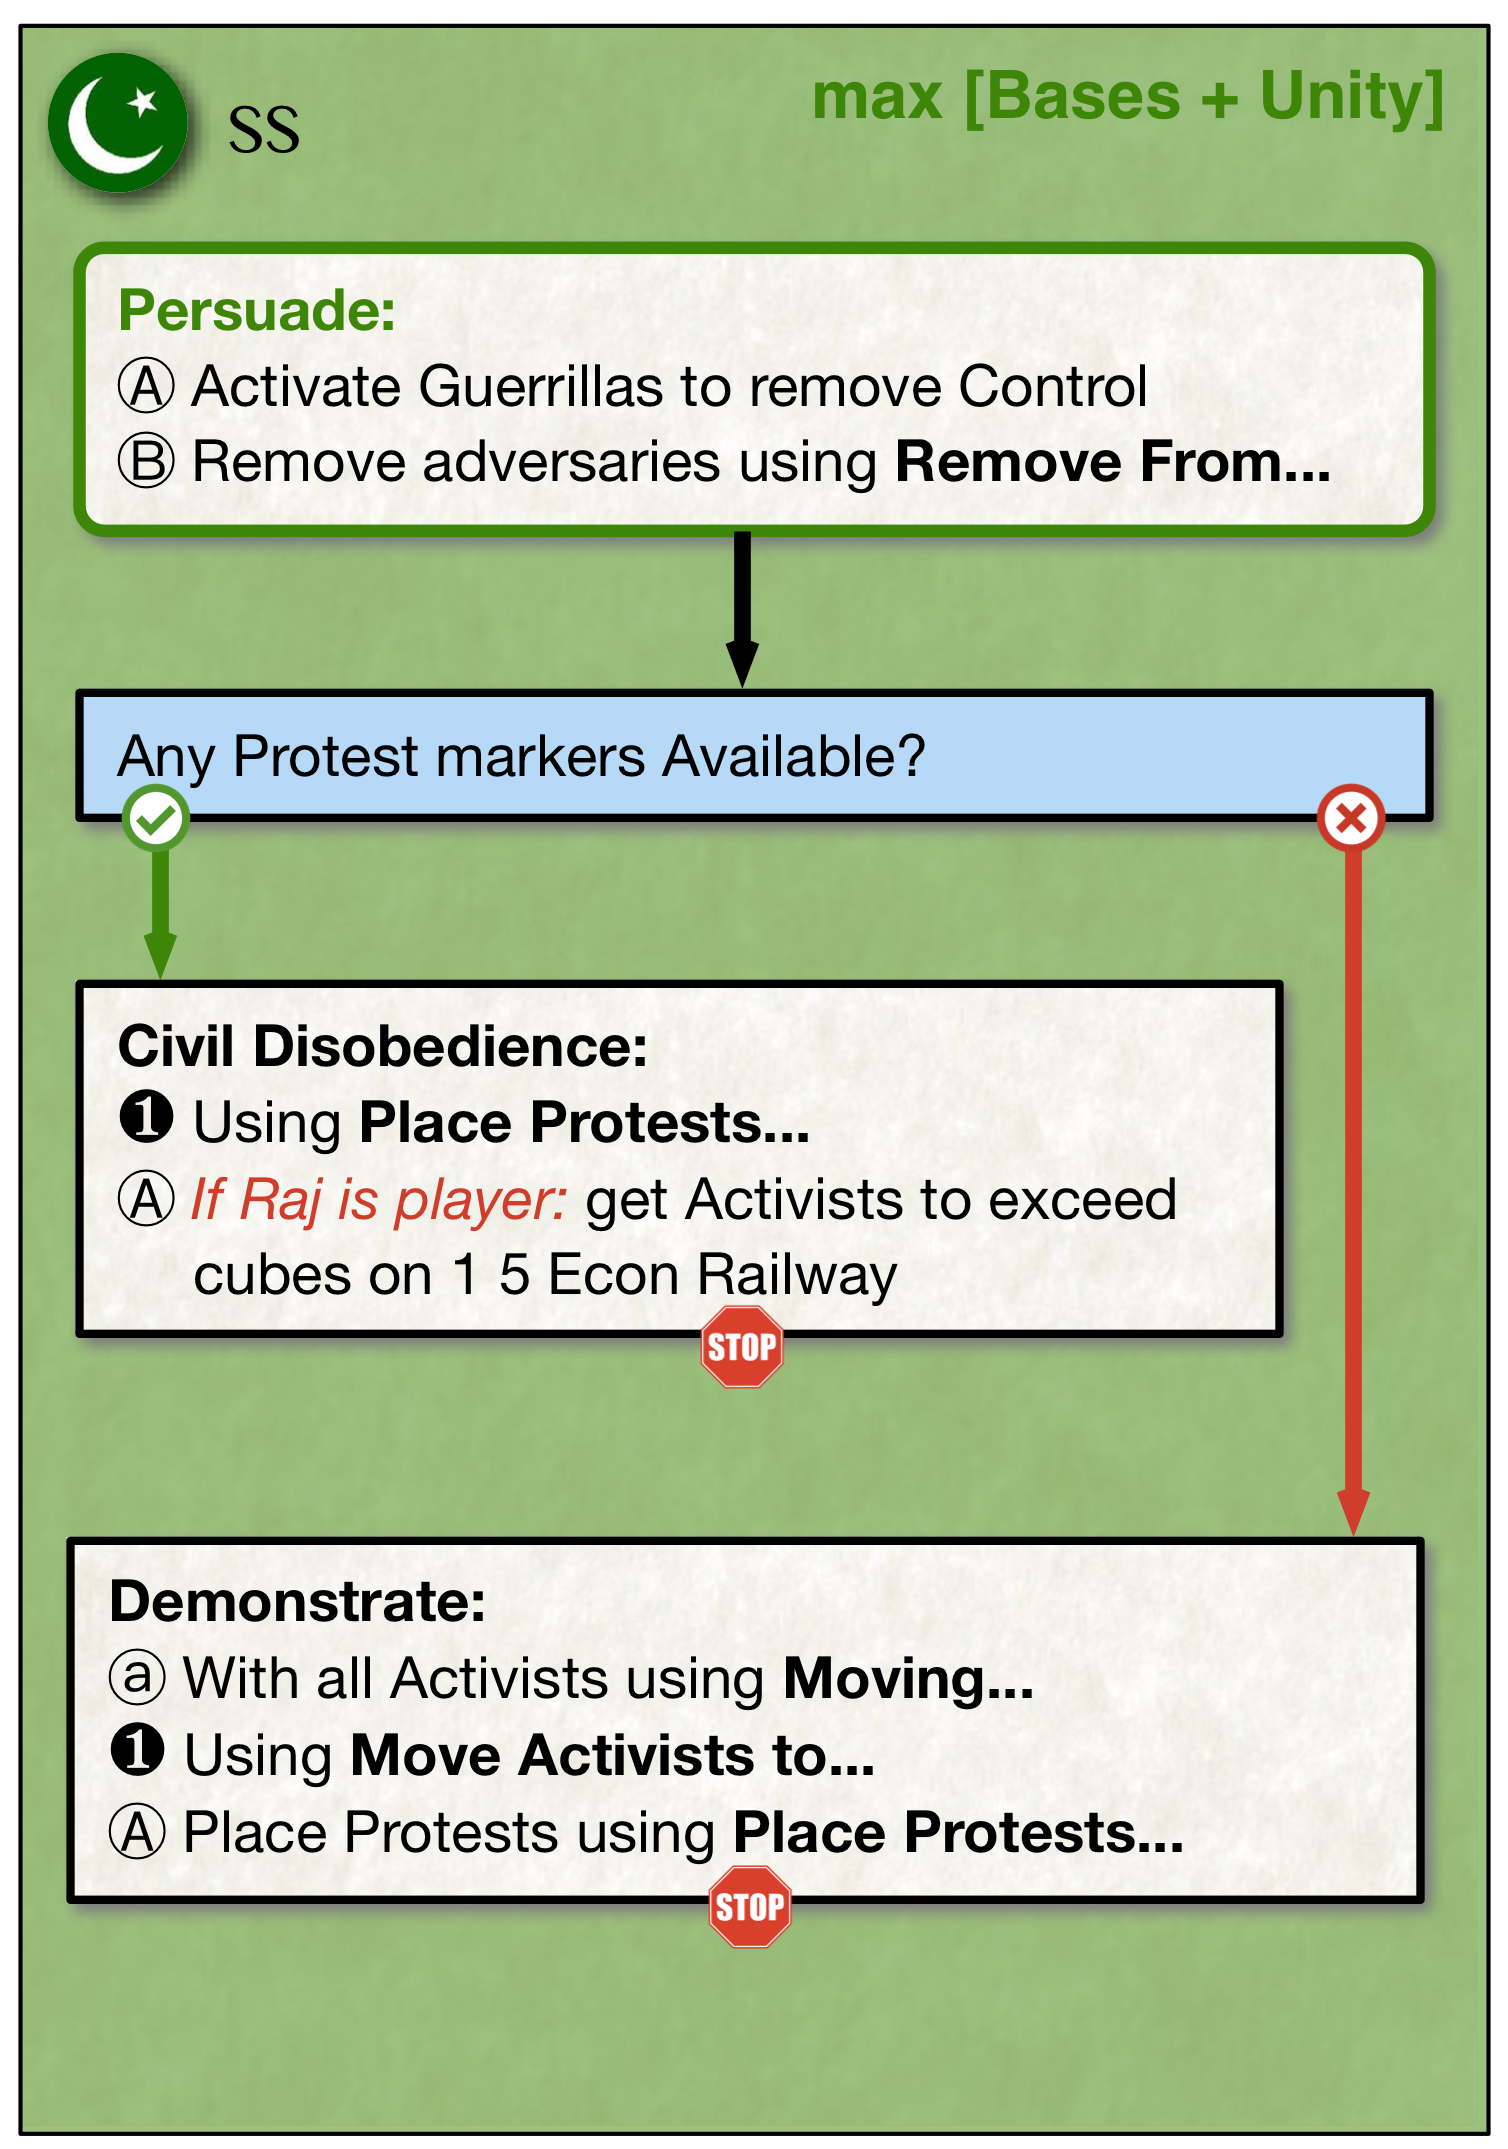 SS
max [Bases + Unity]
Persuade:
Ⓐ Activate Guerrillas to remove Control
Ⓑ Remove adversaries using Remove From...
Any Protest markers Available?
Civil Disobedience:
❶ Using Place Protests...
Ⓐ If Raj is player: get Activists to exceed
cubes on 1 5 Econ Railway
STOP
Demonstrate:
ⓐ With all Activists using Moving...
❶ Using Move Activists to...
Ⓐ Place Protests using Place Protests...
STOP